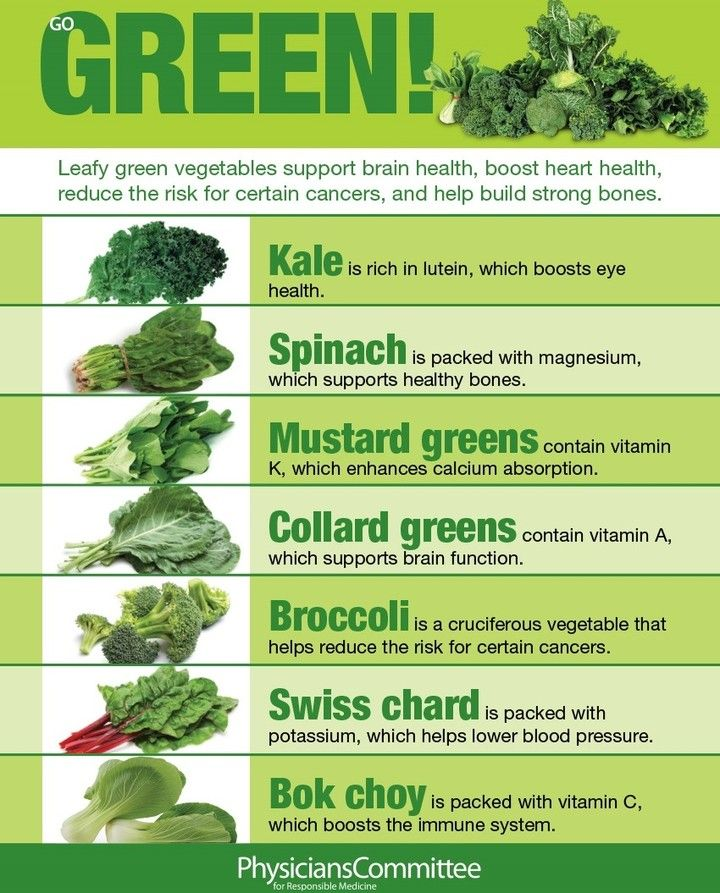 GO
GREEN!
Leafy green vegetables support brain health, boost heart health,
reduce the risk for certain cancers, and help build strong bones.
Kale is rich in lutein, which boosts eye
health.
Spinach is packed with magnesium,
which supports healthy bones.
Mustard greens contain vitamin
K, which enhances calcium absorption.
Collard greens contain vitamin A,
which supports brain function.
Broccoli is a cruciferous vegetable that
helps reduce the risk for certain cancers.
Swiss chard is packed with
potassium, which helps lower blood pressure.
Bok choy is packed with vitamin C,
which boosts the immune system.
PhysiciansCommittee
for Responsible Medicine